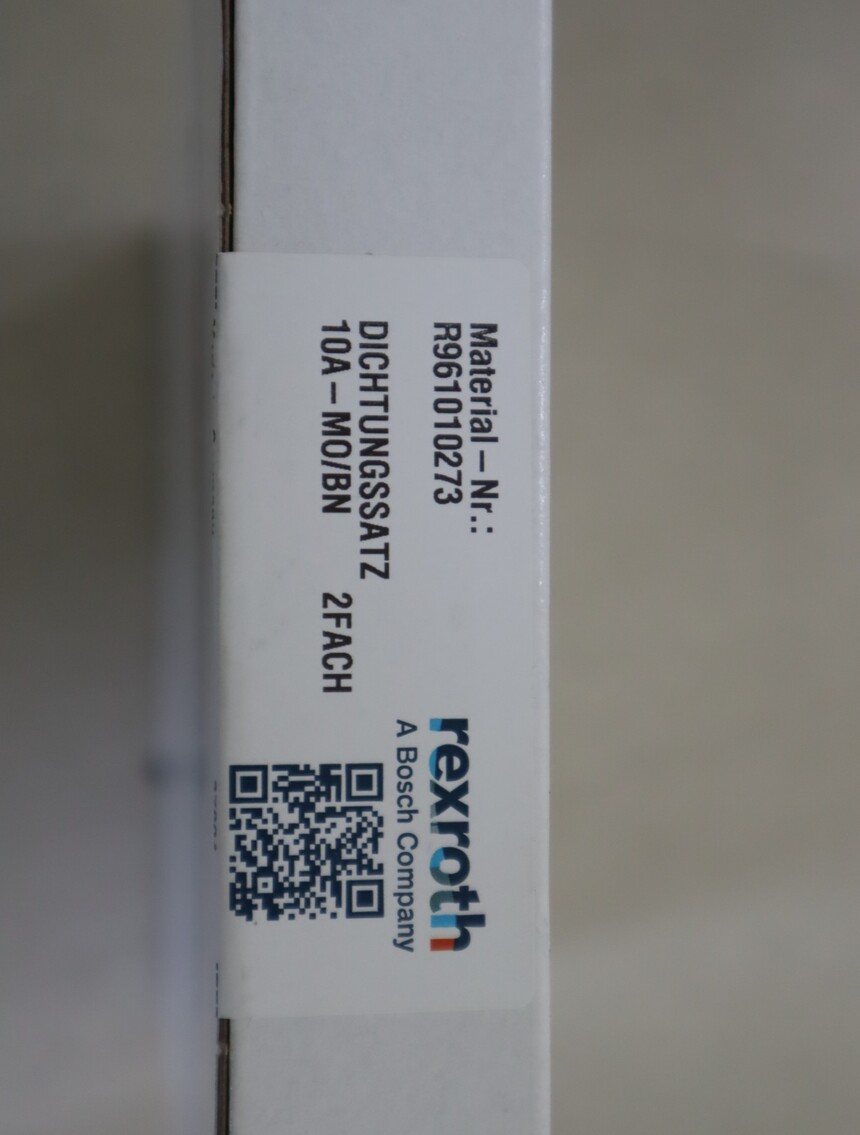 Material-Nr.:
R961010273
DICHTUNGSSATZ
10A-MO/BN 2FACH
rexroth
A Bosch Company